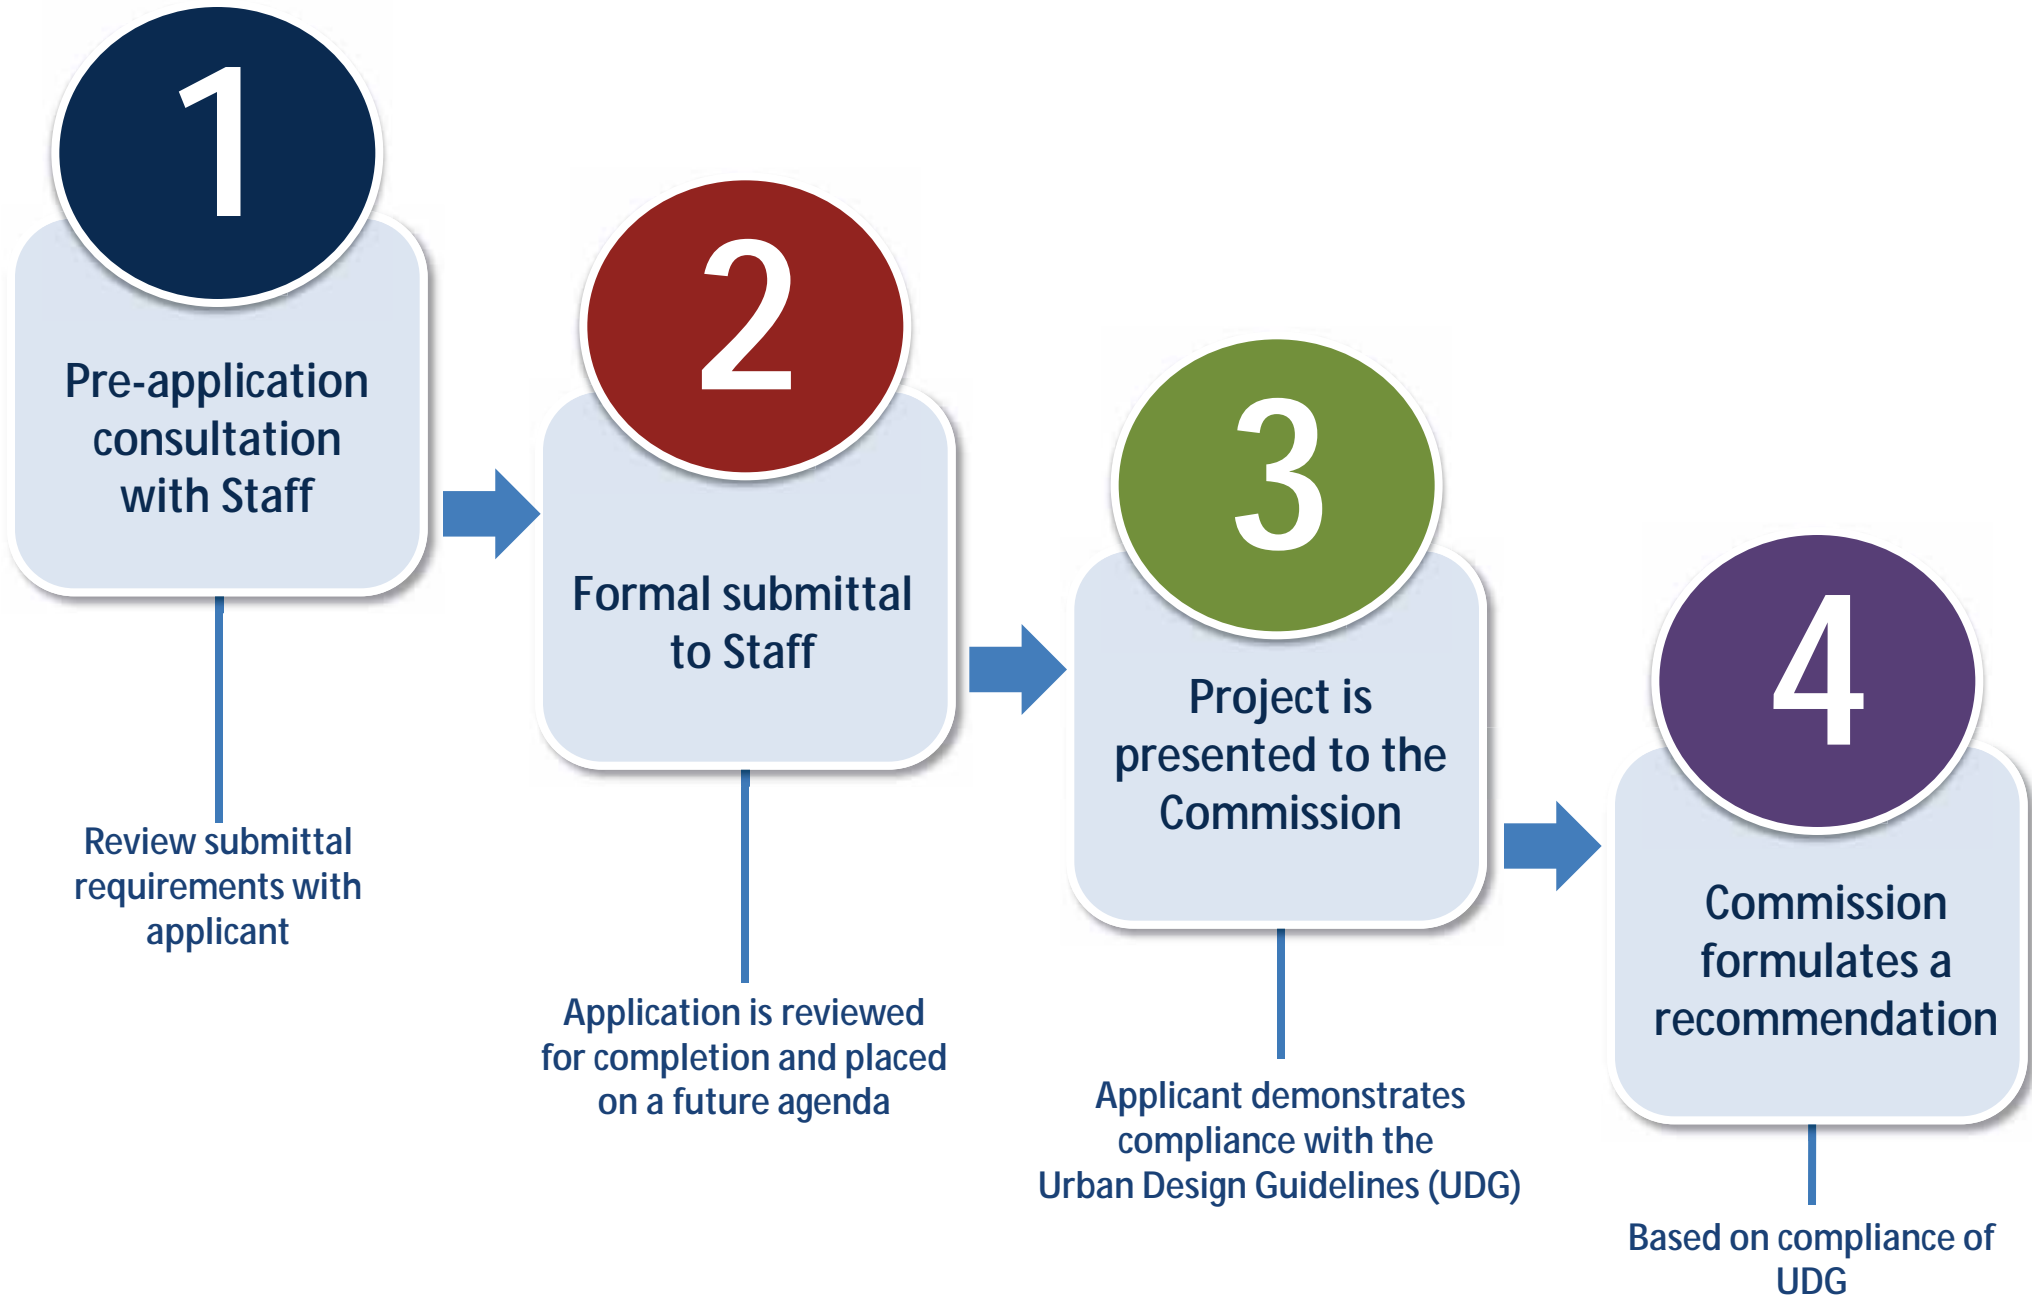 1
Pre-application
consultation
with Staff
Review submittal
requirements with
applicant
2
Formal submittal
to Staff
Application is reviewed
for completion and placed
on a future agenda
3
Project is
presented to the
Commission
Applicant demonstrates
compliance with the
Urban Design Guidelines (UDG)
4
Commission
formulates a
recommendation
Based on compliance of
UDG